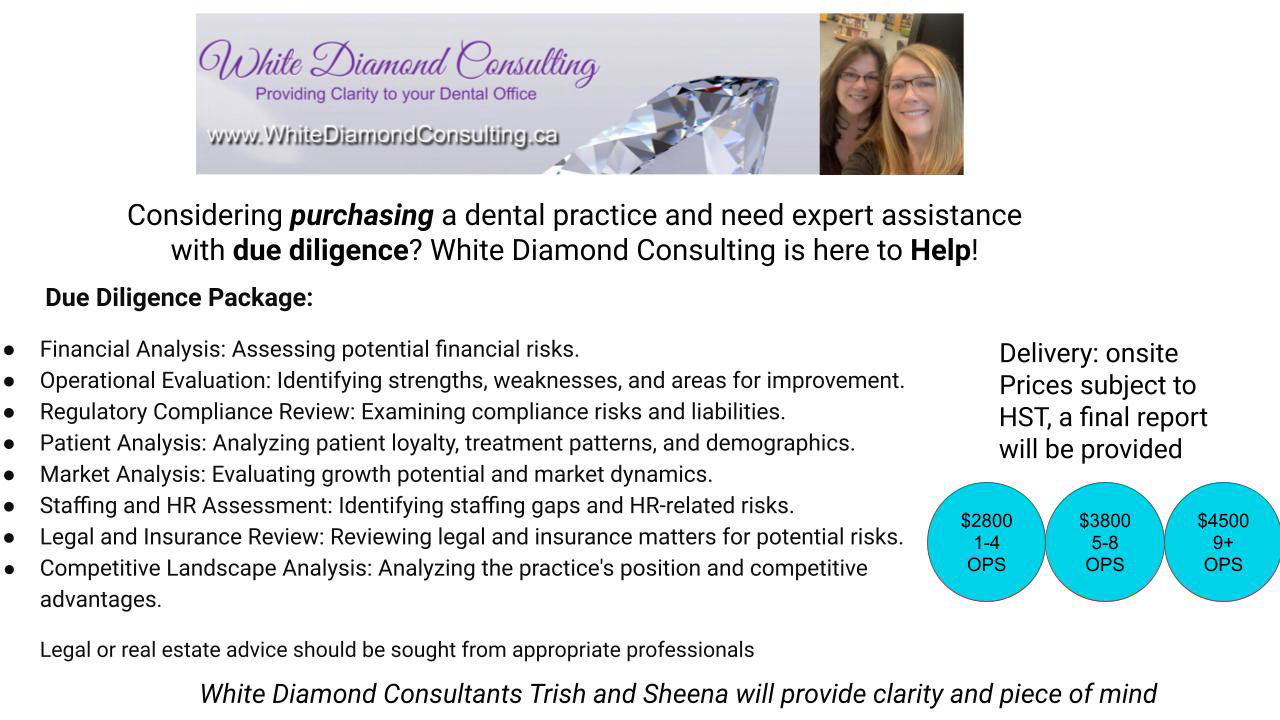 White Diamond Consulting
Providing Clarity to your Dental Office
www.WhiteDiamondConsulting.ca
Considering purchasing a dental practice and need expert assistance
with due diligence? White Diamond Consulting is here to Help!
Due Diligence Package:
● Financial Analysis: Assessing potential financial risks.
● Operational Evaluation: Identifying strengths, weaknesses, and areas for improvement.
● Regulatory Compliance Review: Examining compliance risks and liabilities.
● Patient Analysis: Analyzing patient loyalty, treatment patterns, and demographics.
● Market Analysis: Evaluating growth potential and market dynamics.
● Staffing and HR Assessment: Identifying staffing gaps and HR-related risks.
● Legal and Insurance Review: Reviewing legal and insurance matters for potential risks.
● Competitive Landscape Analysis: Analyzing the practice's position and competitive
advantages.
Delivery: onsite
Prices subject to
HST, a final report
will be provided
$2800
1-4
OPS
$3800
5-8
OPS
$4500
9+
OPS
Legal or real estate advice should be sought from appropriate professionals
White Diamond Consultants Trish and Sheena will provide clarity and piece of mind